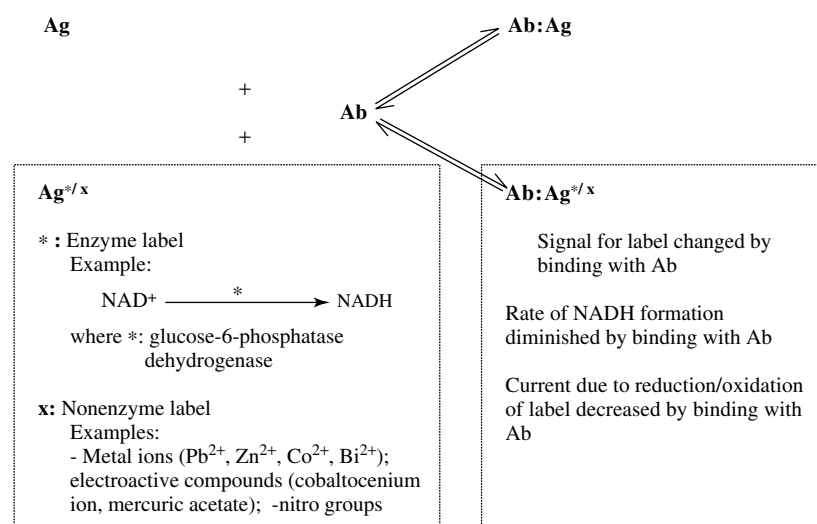 Ag
Ab:Ag
+
Ab
+
Ag*/ x
* : Enzyme label
Example:
*
NAD+ NADH
where *: glucose-6-phosphatase
dehydrogenase
x: Nonenzyme label
Examples:
- Metal ions (Pb2+, Zn2+, Co2+, Bi2+);
electroactive compounds (cobaltocenium
ion, mercuric acetate); -nitro groups
Ab:Ag*/ x
Signal for label changed by
binding with Ab
Rate of NADH formation
diminished by binding with Ab
Current due to reduction/oxidation
of label decreased by binding with
Ab